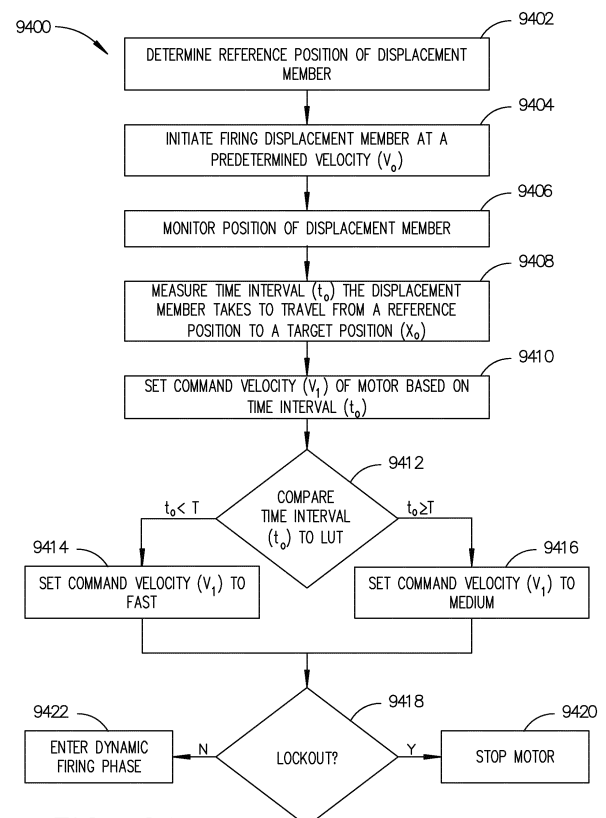 9400
9402
DETERMINE REFERENCE POSITION OF DISPLACEMENT
MEMBER
9404
INITIATE FIRING DISPLACEMENT MEMBER AT A
PREDETERMINED VELOCITY (V₀)
9406
MONITOR POSITION OF DISPLACEMENT MEMBER
9408
MEASURE TIME INTERVAL (t₀) THE DISPLACEMENT
MEMBER TAKES TO TRAVEL FROM A REFERENCE
POSITION TO A TARGET POSITION (X₀)
9410
SET COMMAND VELOCITY (V₁) OF MOTOR BASED ON
TIME INTERVAL (t₀)
9412
COMPARE
TIME INTERVAL
(t₀) TO LUT
t₀< T
t₀≥T
9414
SET COMMAND VELOCITY (V₁) TO
FAST
9416
SET COMMAND VELOCITY (V₁) TO
MEDIUM
9418
LOCKOUT?
N
Y
9422
ENTER DYNAMIC
FIRING PHASE
9420
STOP MOTOR